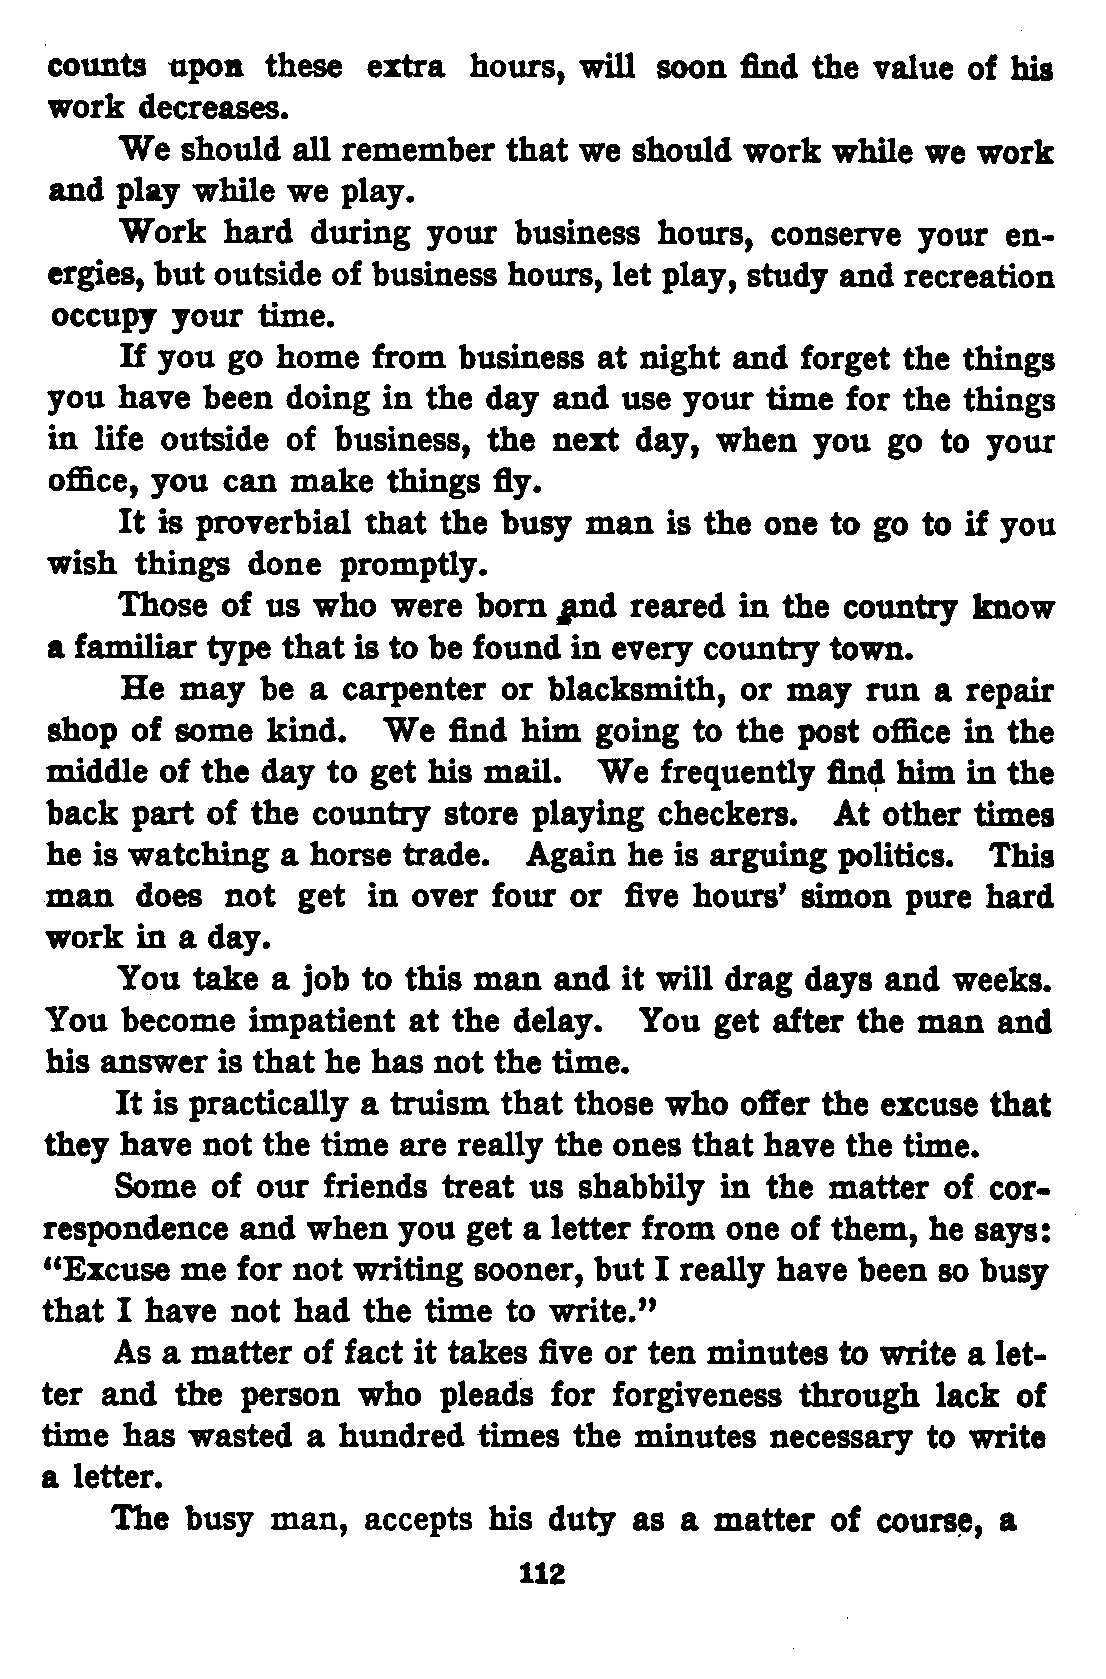 counts upon these extra hours, will soon find the value of his
work decreases.
We should all remember that we should work while we work
and play while we play.
Work hard during your business hours, conserve your en-
ergies, but outside of business hours, let play, study and recreation
occupy your time.
If you go home from business at night and forget the things
you have been doing in the day and use your time for the things
in life outside of business, the next day, when you go to your
office, you can make things fly.
It is proverbial that the busy man is the one to go to if you
wish things done promptly.
Those of us who were born and reared in the country know
a familiar type that is to be found in every country town.
He may be a carpenter or blacksmith, or may run a repair
shop of some kind. We find him going to the post office in the
middle of the day to get his mail. We frequently find him in the
back part of the country store playing checkers. At other times
he is watching a horse trade. Again he is arguing politics. This
man does not get in over four or five hours' simon pure hard
work in a day.
You take a job to this man and it will drag days and weeks.
You become impatient at the delay. You get after the man and
his answer is that he has not the time.
It is practically a truism that those who offer the excuse that
they have not the time are really the ones that have the time.
Some of our friends treat us shabbily in the matter of cor-
respondence and when you get a letter from one of them, he says:
"Excuse me for not writing sooner, but I really have been so busy
that I have not had the time to write."
As a matter of fact it takes five or ten minutes to write a let-
ter and the person who pleads for forgiveness through lack of
time has wasted a hundred times the minutes necessary to write
a letter.
The busy man, accepts his duty as a matter of course, a
112